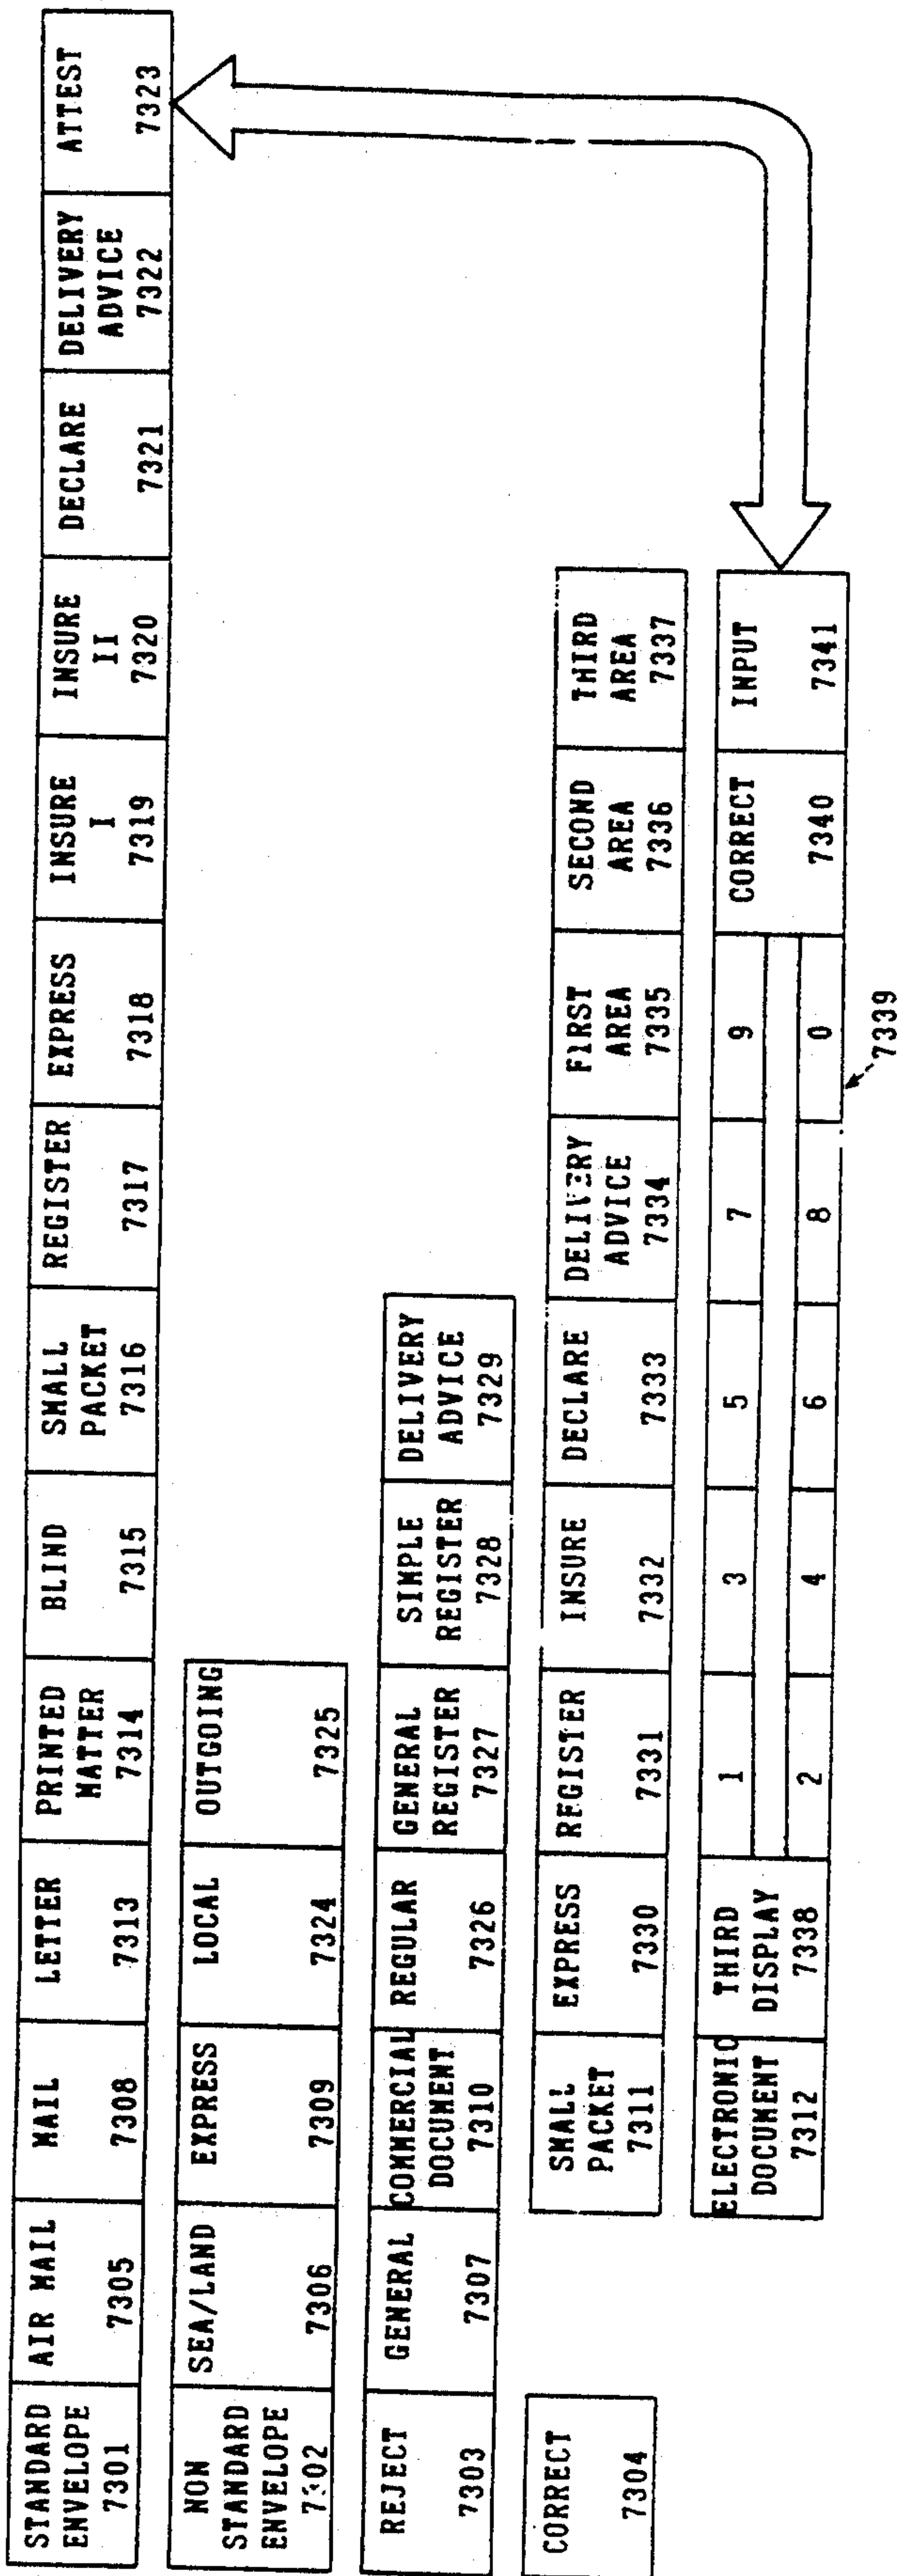 STANDARD
ENVELOPE
7301
AIR MAIL
7305
MAIL
7308
LETTER
7313
PRINTED
MATTER
7314
BLIND
7315
SMALL
PACKET
7316
REGISTER
7317
EXPRESS
7318
INSURE
I
7319
INSURE
II
7320
DECLARE
7321
DELIVERY
ADVICE
7322
ATTEST
7323
NON
STANDARD
ENVELOPE
7302
SEA/LAND
7306
EXPRESS
7309
LOCAL
7324
OUTGOING
7325
REJECT
7303
GENERAL
7307
COMMERCIAL
DOCUMENT
7310
REGULAR
7326
GENERAL
REGISTER
7327
SIMPLE
REGISTER
7328
DELIVERY
ADVICE
7329
CORRECT
7304
SMALL
PACKET
7311
EXPRESS
7330
REGISTER
7331
INSURE
7332
DECLARE
7333
DELIVERY
ADVICE
7334
FIRST
AREA
7335
SECOND
AREA
7336
THIRD
AREA
7337
ELECTRONIC
DOCUMENT
7312
THIRD
DISPLAY
7338
1
3
5
7
9
2
4
6
8
0
CORRECT
7340
INPUT
7341
7339